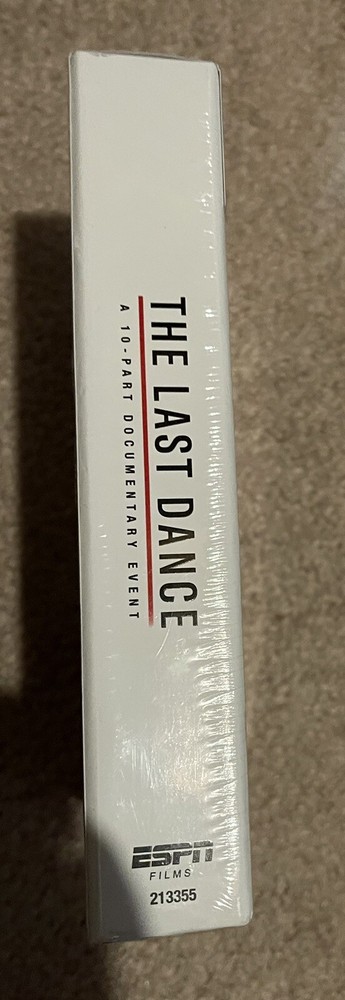 THE LAST DANCE
A 10-PART DOCUMENTARY EVENT
ESPN
FILMS
213355